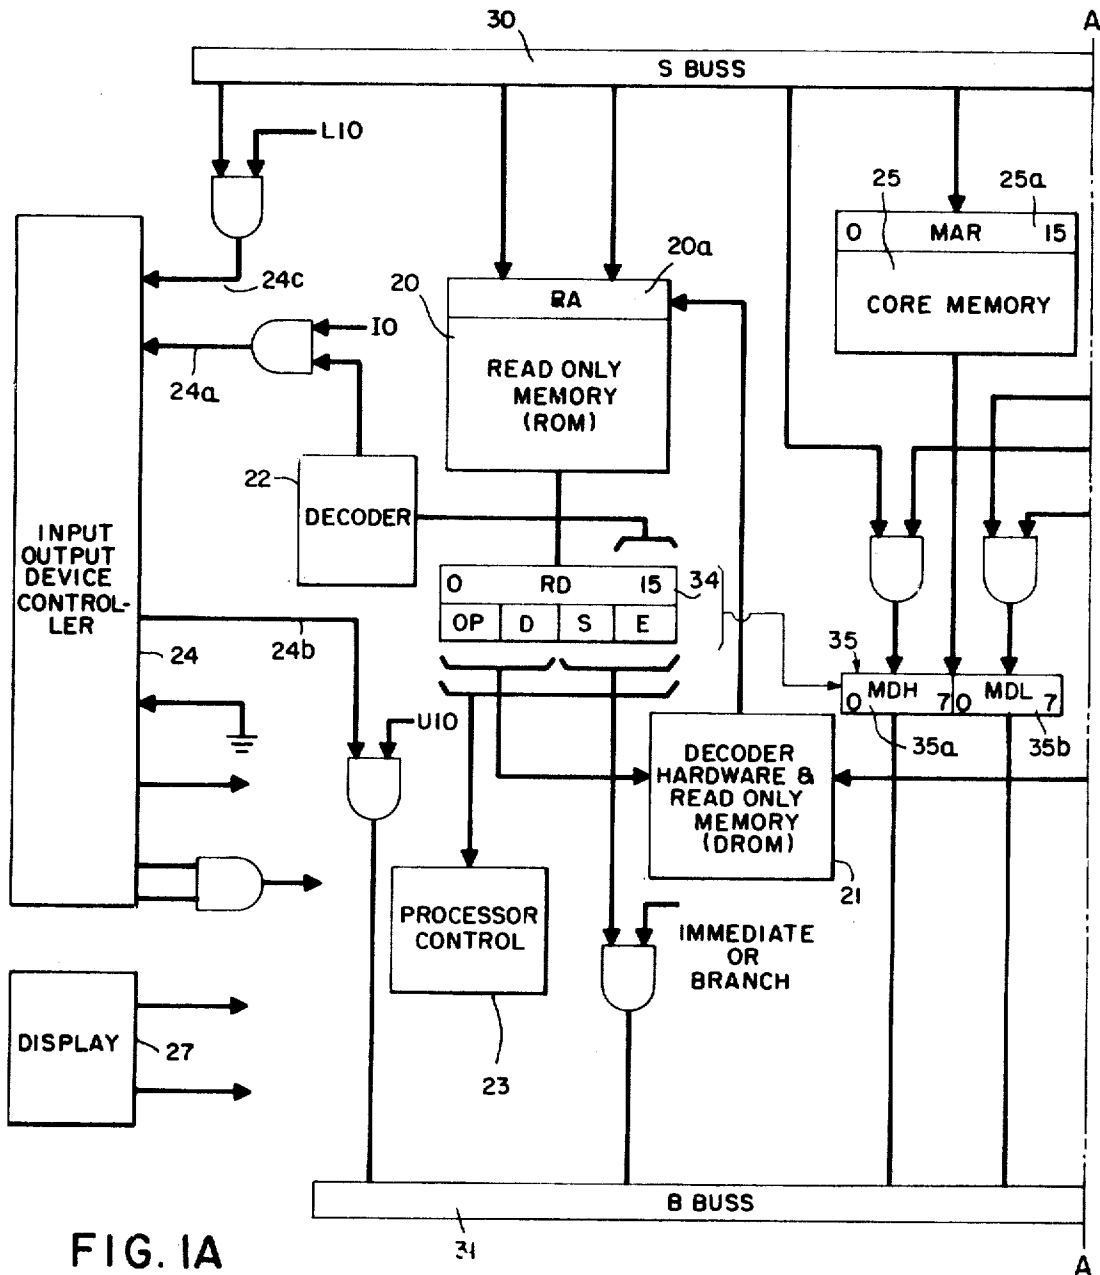 30
A
S BUSS
LIO
25
25a
0 MAR 15
24c
20
20a
RA
CORE MEMORY
IO
24a
READ ONLY
MEMORY
(ROM)
22
DECODER
INPUT
OUTPUT
DEVICE
CONTROL-
LER
0 RD 15
34
OP D S E
24b
24
35
MDH
0 7
MDL
0 7
UIO
35a
35b
DECODER
HARDWARE &
READ ONLY
MEMORY
(DROM)
21
PROCESSOR
CONTROL
IMMEDIATE
OR
BRANCH
DISPLAY
27
23
B BUSS
31
FIG. 1A
A